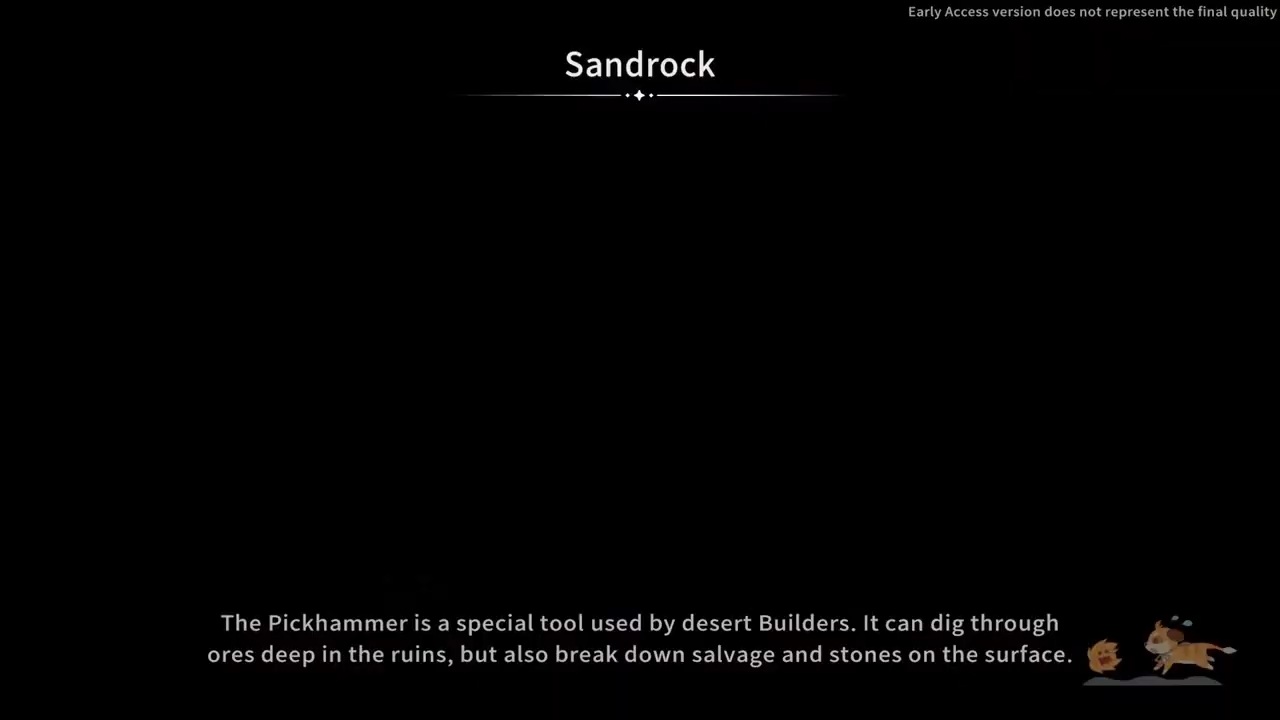 Early Access version does not represent the final quality
Sandrock
The Pickhammer is a special tool used by desert Builders. It can dig through
ores deep in the ruins, but also break down salvage and stones on the surface.